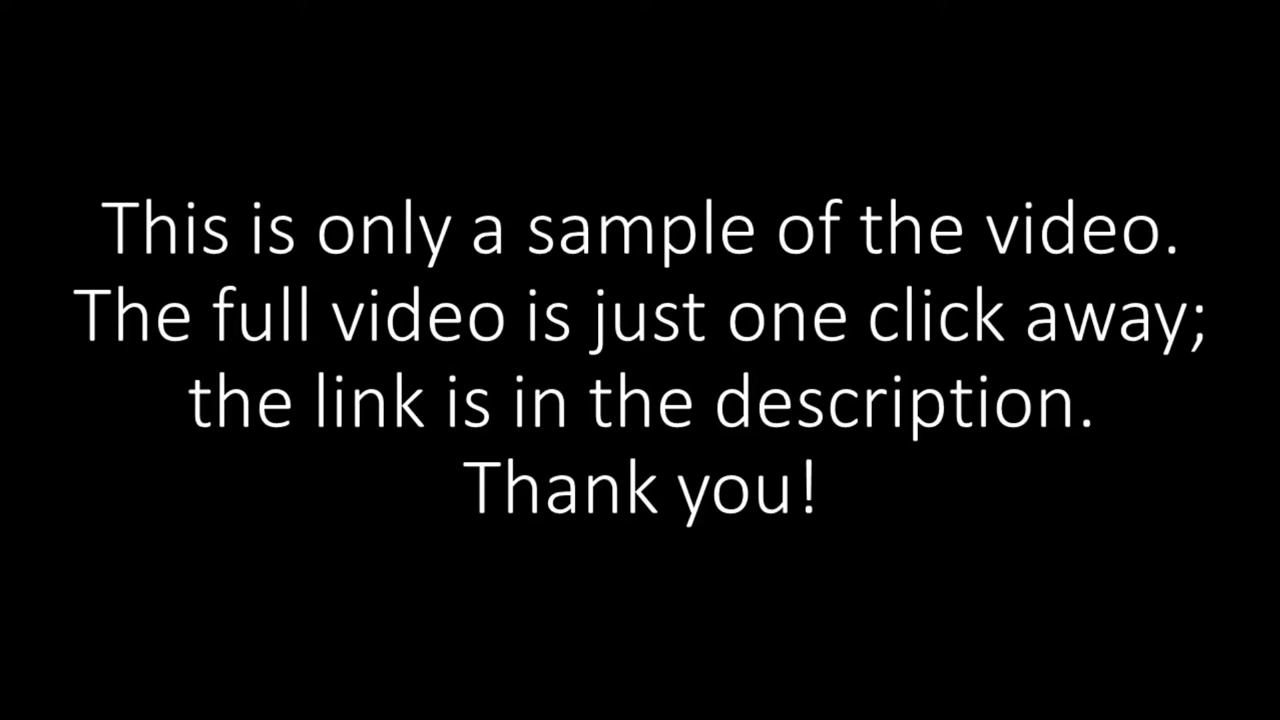 This is only a sample of the video.
The full video is just one click away;
the link is in the description.
Thank you!